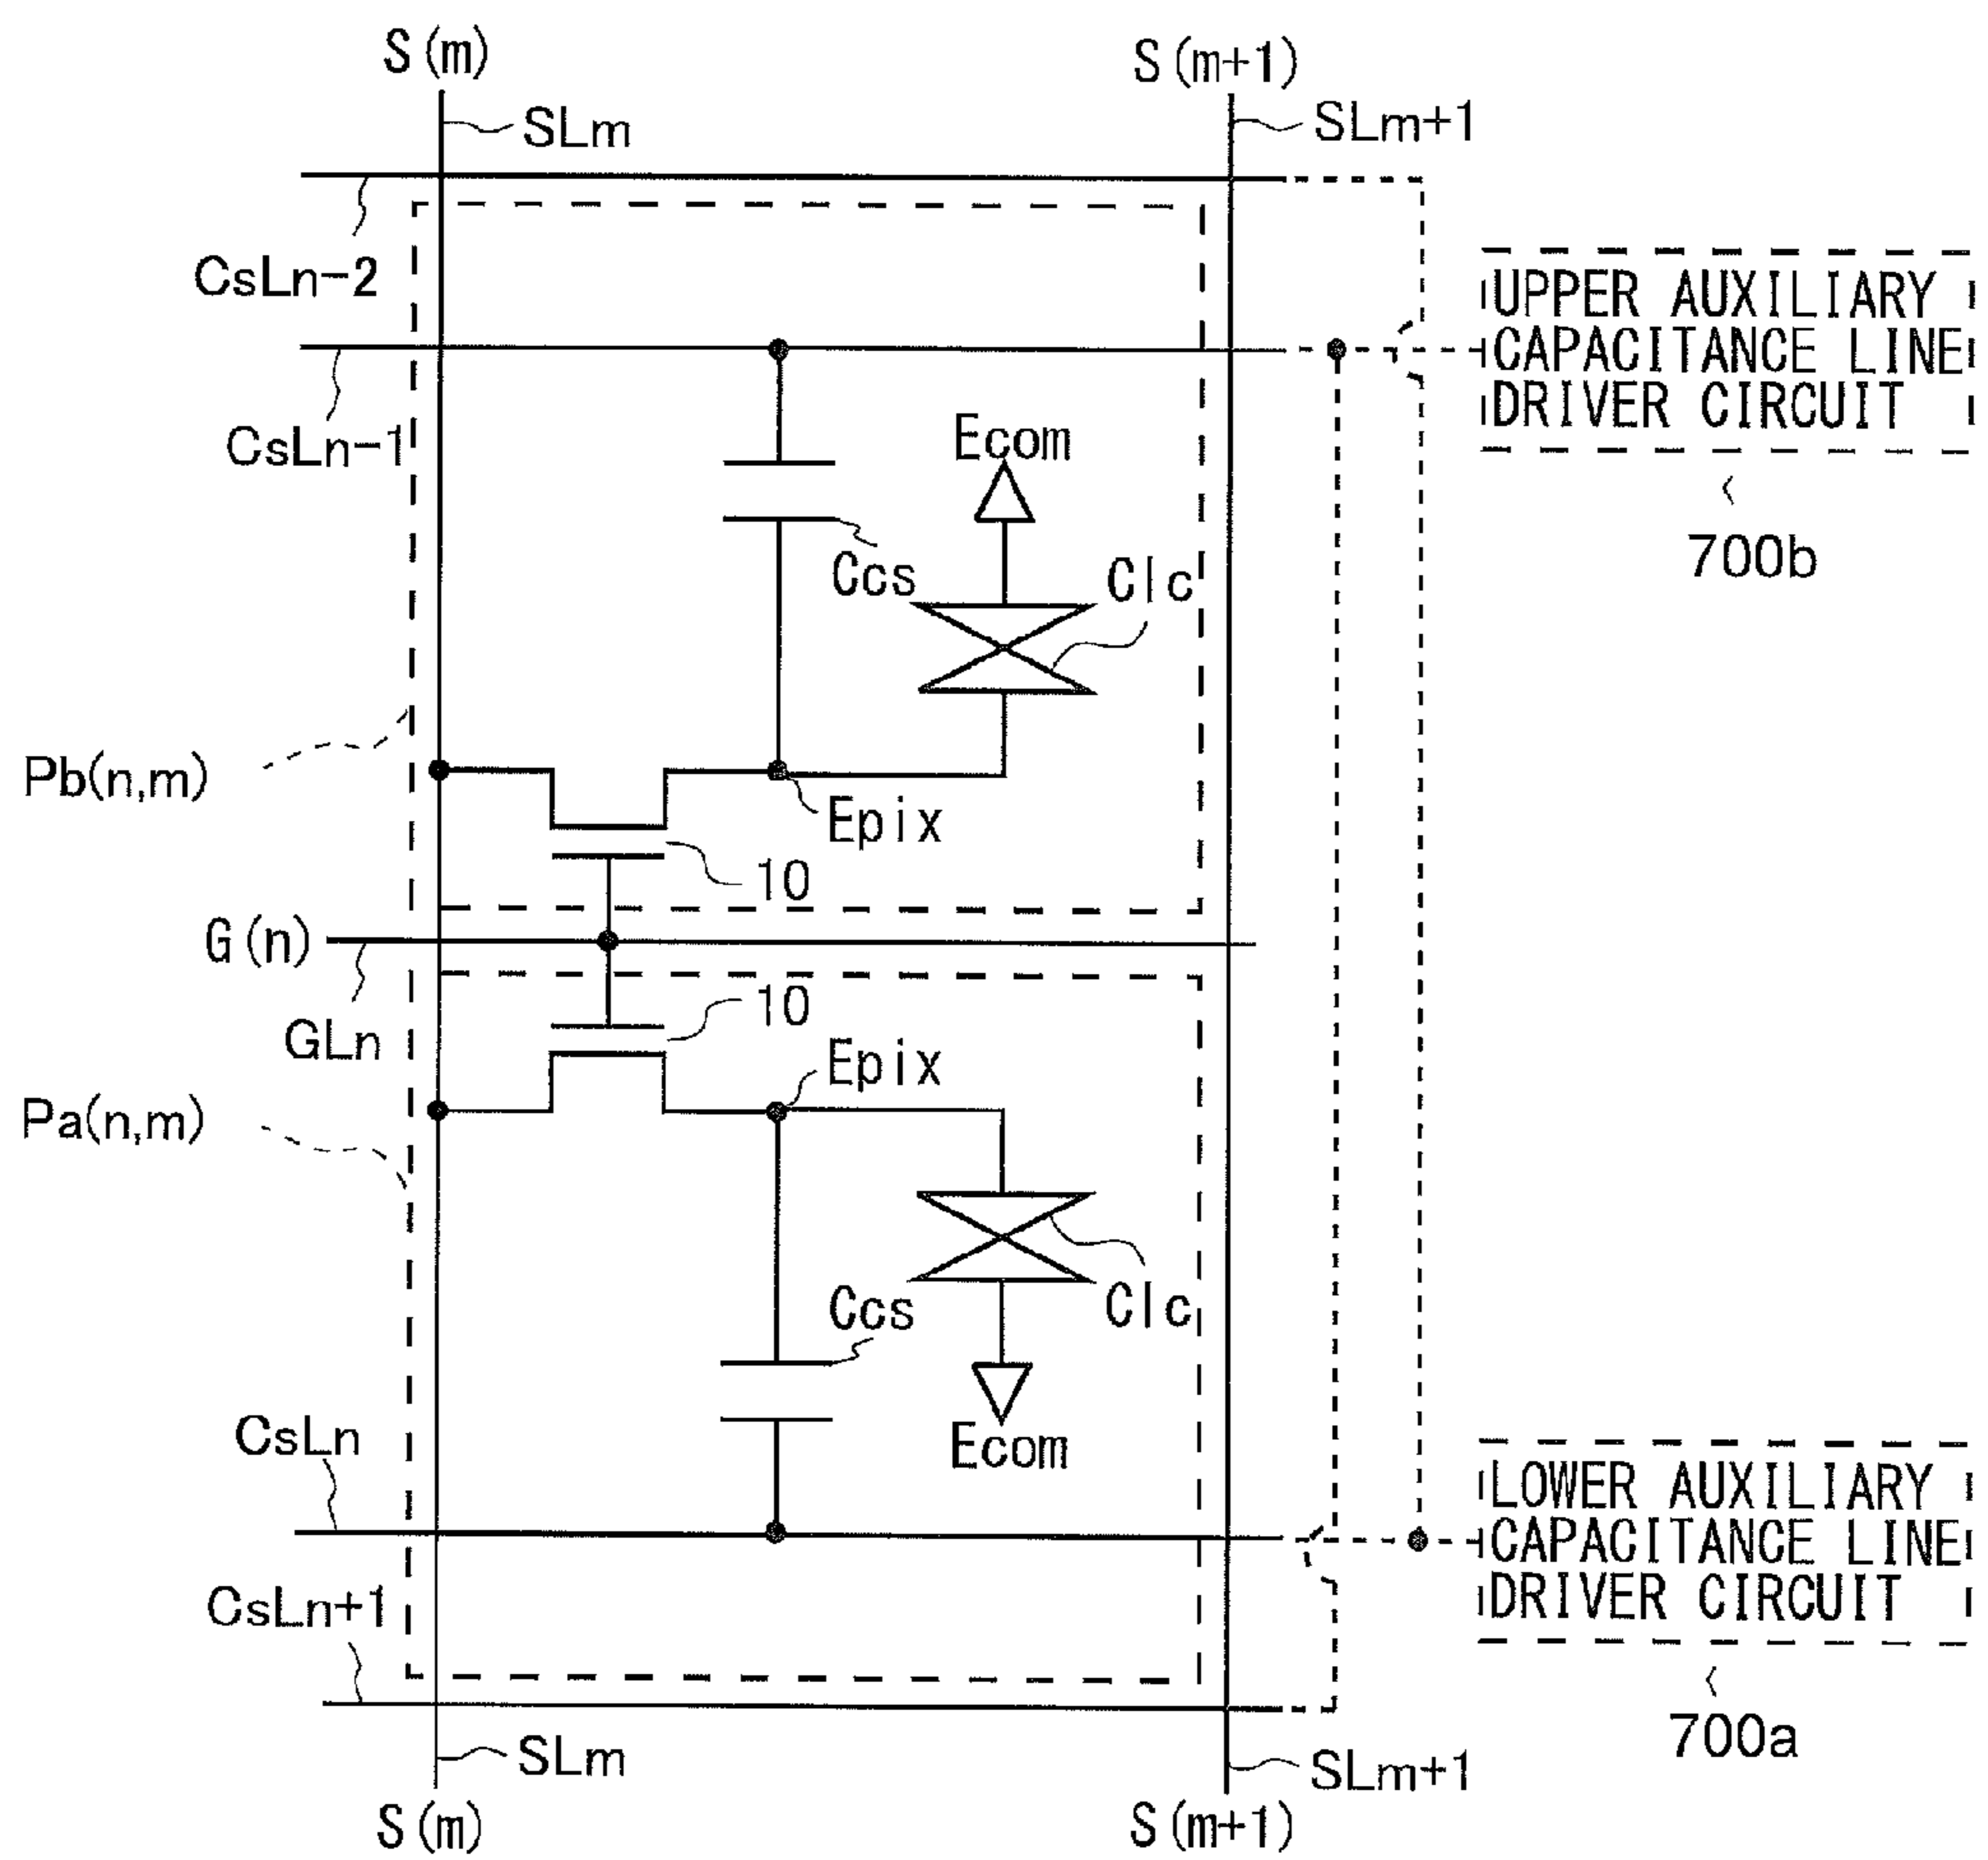 S(m)
S(m+1)
SLm
SLm+1
CsLn-2
UPPER AUXILIARY
CAPACITANCE LINE
DRIVER CIRCUIT
CsLn-1
Ecom
700b
Ccs
Clc
Pb(n,m)
Epix
10
G(n)
10
GLn
Epix
Pa(n,m)
Ccs
Clc
CsLn
Ecom
LOWER AUXILIARY
CAPACITANCE LINE
DRIVER CIRCUIT
CsLn+1
700a
SLm
SLm+1
S(m)
S(m+1)